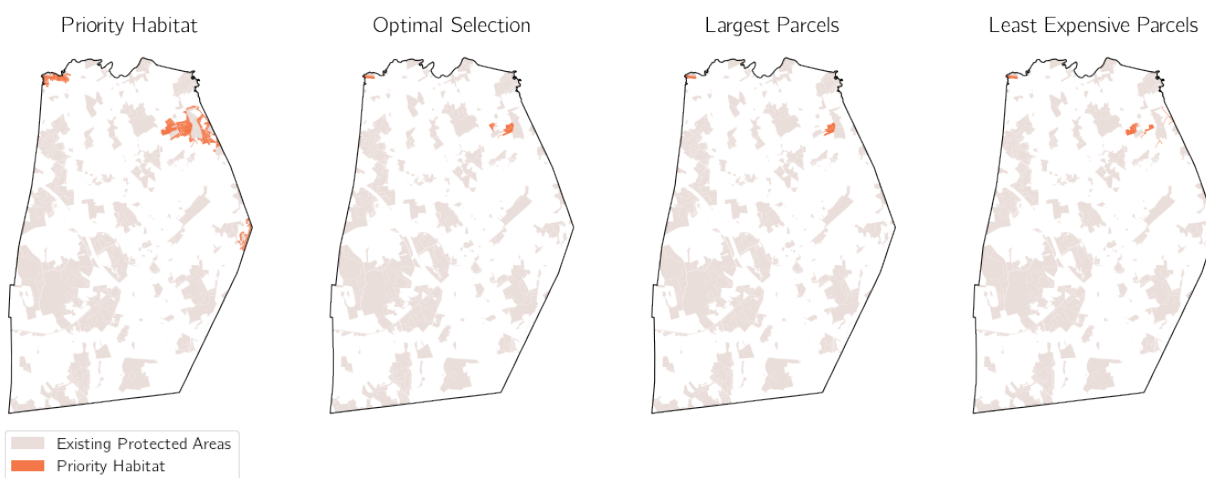 Priority Habitat
Optimal Selection
Largest Parcels
Least Expensive Parcels
Existing Protected Areas
Priority Habitat